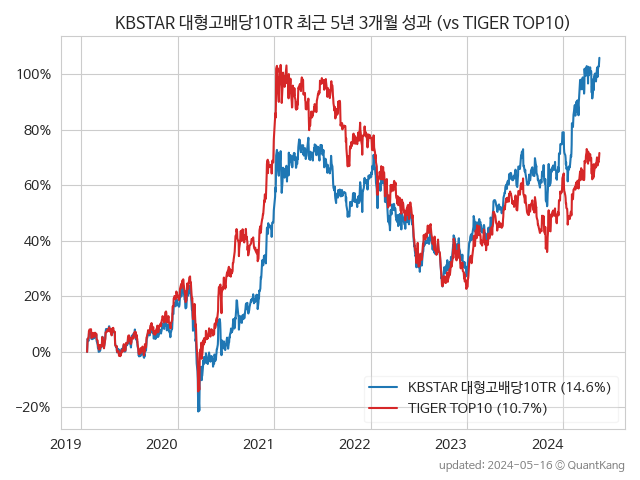 KBSTAR 대형고배당10TR 최근 5년 3개월 성과 (vs TIGER TOP10)
100%
80%
60%
40%
20%
0%
−20%
2019 2020 2021 2022 2023 2024
KBSTAR 대형고배당10TR (14.6%)
TIGER TOP10 (10.7%)
updated: 2024-05-16 © QuantKang